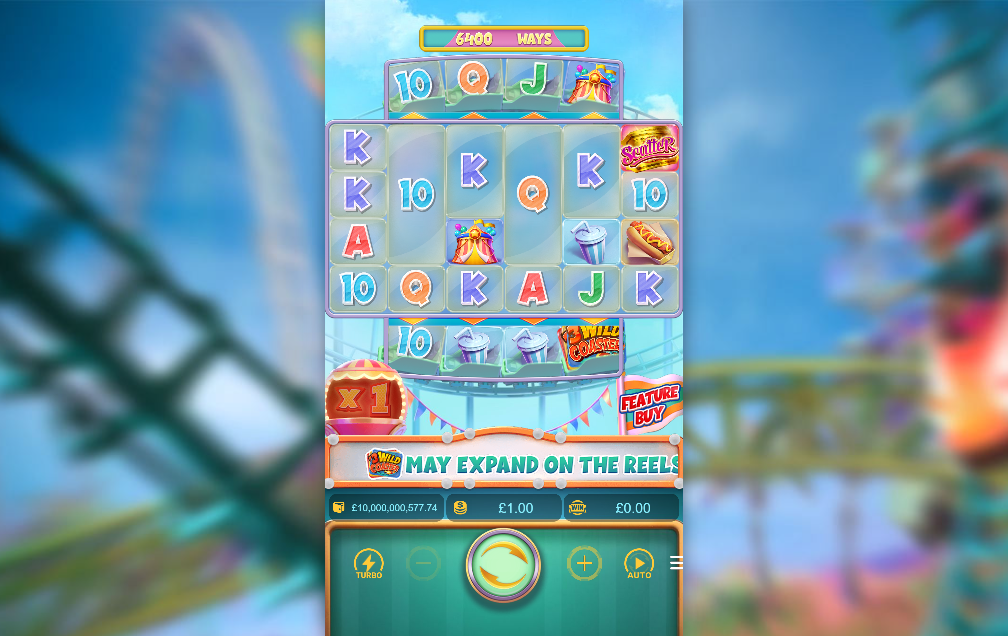 6400 WAYS
10 Q J
K K K Scatter
K 10 Q 10
A
10 Q K A J K
10 WILD COASTER
x1
FEATURE BUY
WILD COASTER MAY EXPAND ON THE REELS
£10,000,000,577.74 £1.00 WIN £0.00
TURBO AUTO